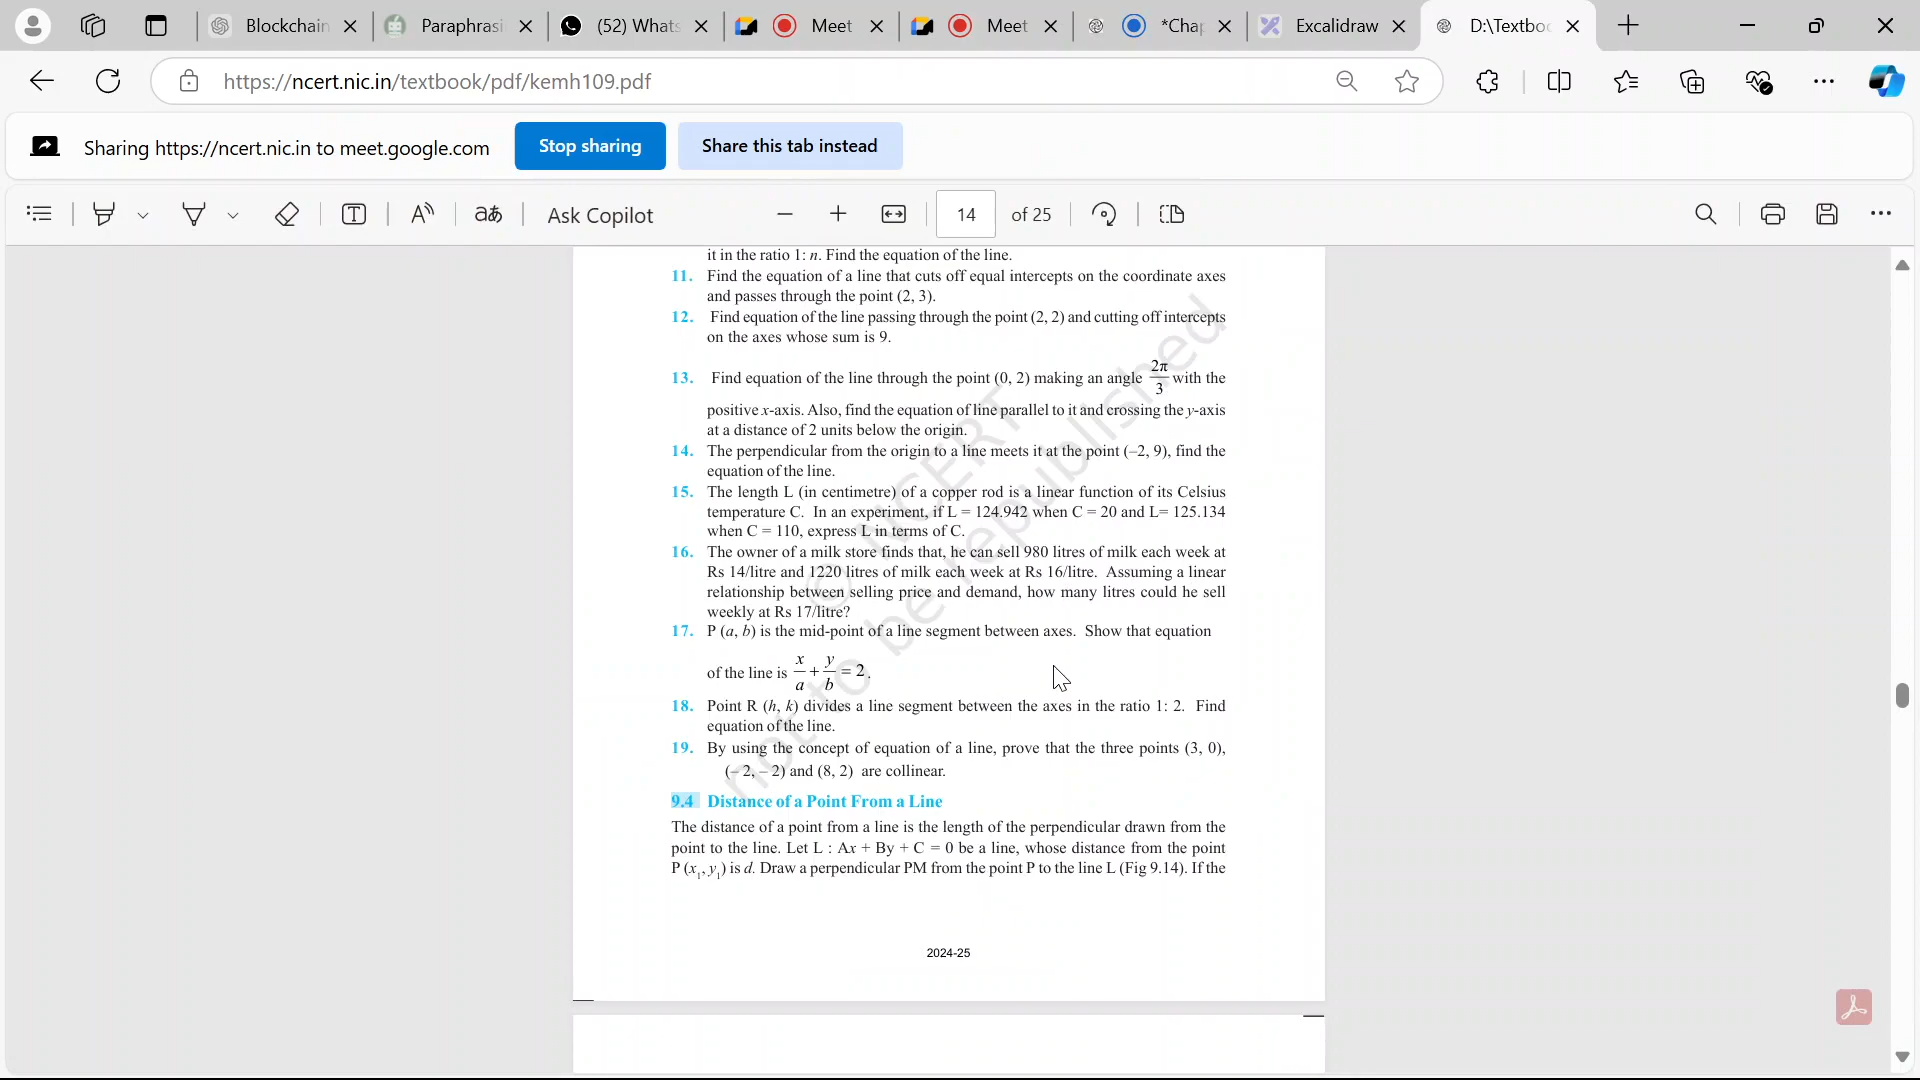 Blockchain
Paraphrasi
(52) Whats
Meet
Meet
*Chap
Excalidraw
D:\Textboo
https://ncert.nic.in/textbook/pdf/kemh109.pdf
Sharing https://ncert.nic.in to meet.google.com
Stop sharing
Share this tab instead
T
A
aあ
Ask Copilot
14
of 25
it in the ratio 1: n. Find the equation of the line.
11. Find the equation of a line that cuts off equal intercepts on the coordinate axes
and passes through the point (2, 3).
12. Find equation of the line passing through the point (2, 2) and cutting off intercepts
on the axes whose sum is 9.
13. Find equation of the line through the point (0, 2) making an angle 2π/3 with the
positive x-axis. Also, find the equation of line parallel to it and crossing the y-axis
at a distance of 2 units below the origin.
14. The perpendicular from the origin to a line meets it at the point (–2, 9), find the
equation of the line.
15. The length L (in centimetre) of a copper rod is a linear function of its Celsius
temperature C. In an experiment, if L = 124.942 when C = 20 and L= 125.134
when C = 110, express L in terms of C.
16. The owner of a milk store finds that, he can sell 980 litres of milk each week at
Rs 14/litre and 1220 litres of milk each week at Rs 16/litre. Assuming a linear
relationship between selling price and demand, how many litres could he sell
weekly at Rs 17/litre?
17. P (a, b) is the mid-point of a line segment between axes. Show that equation
of the line is x/a + y/b = 2.
18. Point R (h, k) divides a line segment between the axes in the ratio 1: 2. Find
equation of the line.
19. By using the concept of equation of a line, prove that the three points (3, 0),
(– 2, – 2) and (8, 2) are collinear.
9.4 Distance of a Point From a Line
The distance of a point from a line is the length of the perpendicular drawn from the
point to the line. Let L : Ax + By + C = 0 be a line, whose distance from the point
P (x₁, y₁) is d. Draw a perpendicular PM from the point P to the line L (Fig 9.14). If the
© NCERT
not to be republished
2024-25